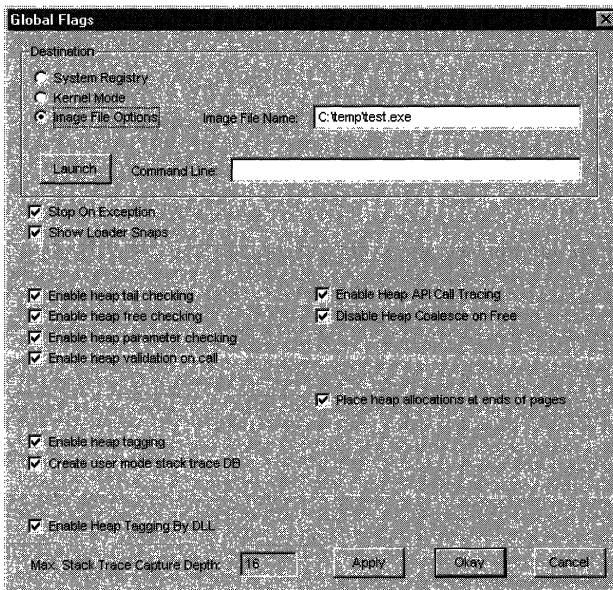 Global Flags
Destination
System Registry
Kernel Mode
Image File Options
Image File Name:
C:\temp\test.exe
Launch
Command Line:
Stop On Exception
Show Loader Snaps
Enable heap tail checking
Enable Heap API Call Tracing
Enable heap free checking
Disable Heap Coalesce on Free
Enable heap parameter checking
Enable heap validation on call
Place heap allocations at ends of pages
Enable heap tagging
Create user mode stack trace DB
Enable Heap Tagging By DLL
Max. Stack Trace Capture Depth:
16
Apply
Okay
Cancel